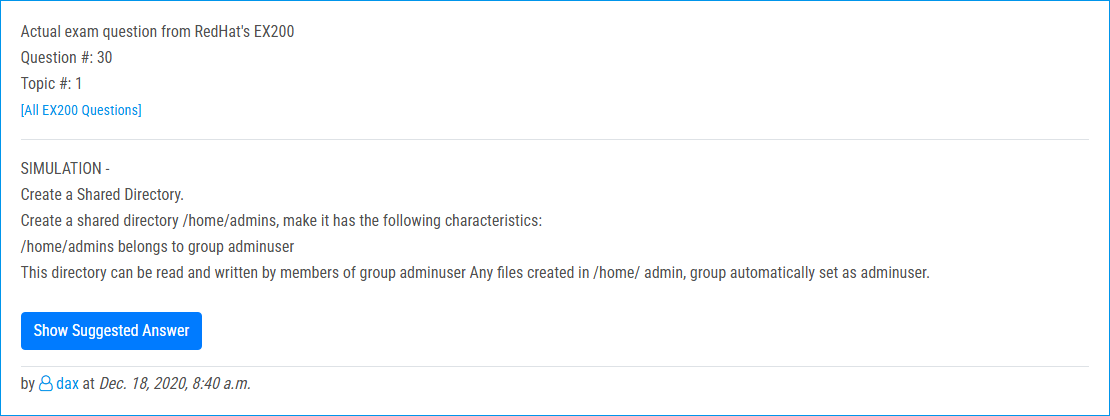 Actual exam question from RedHat's EX200
Question #: 30
Topic #: 1
[All EX200 Questions]
SIMULATION -
Create a Shared Directory.
Create a shared directory /home/admins, make it has the following characteristics:
/home/admins belongs to group adminuser
This directory can be read and written by members of group adminuser Any files created in /home/ admin, group automatically set as adminuser.
Show Suggested Answer
by dax at Dec. 18, 2020, 8:40 a.m.